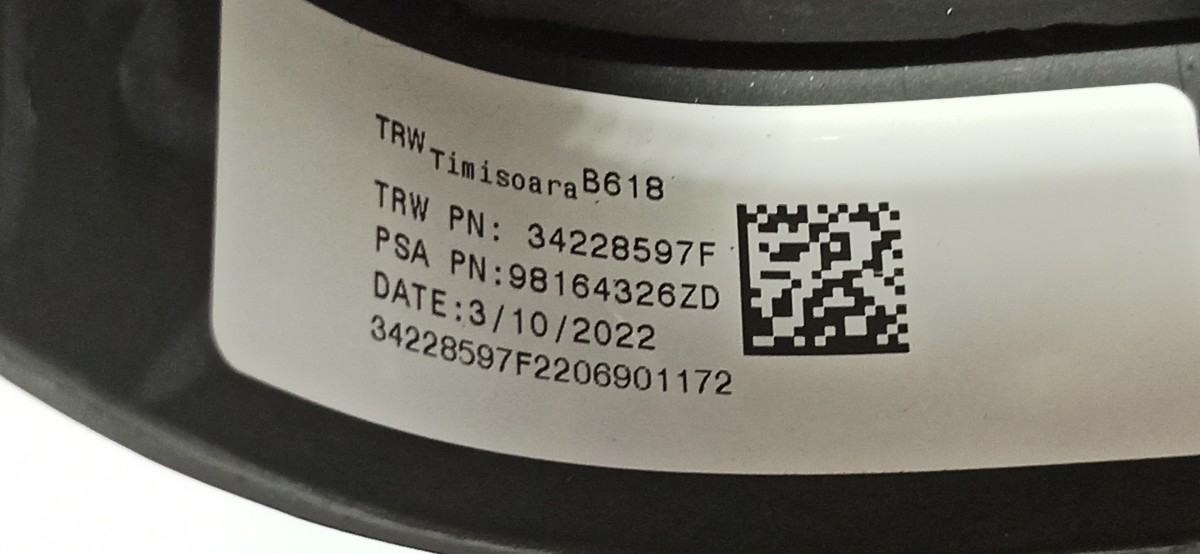 TRW Timisoara B618
TRW PN: 34228597F
PSA PN:98164326ZD
DATE:3/10/2022
34228597F2206901172